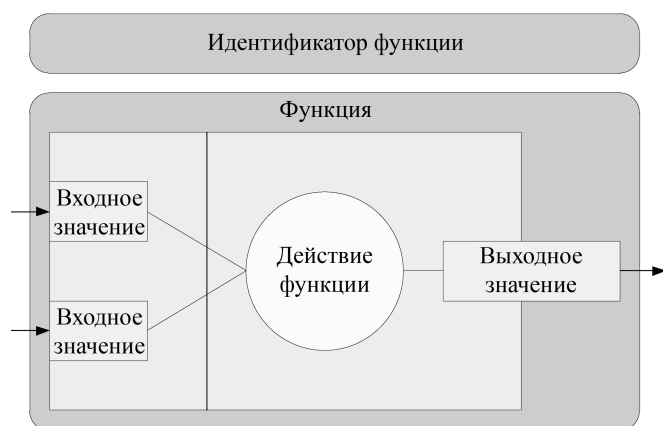 Идентификатор функции
Функция
Входное
значение
Действие
функции
Выходное
значение
Входное
значение